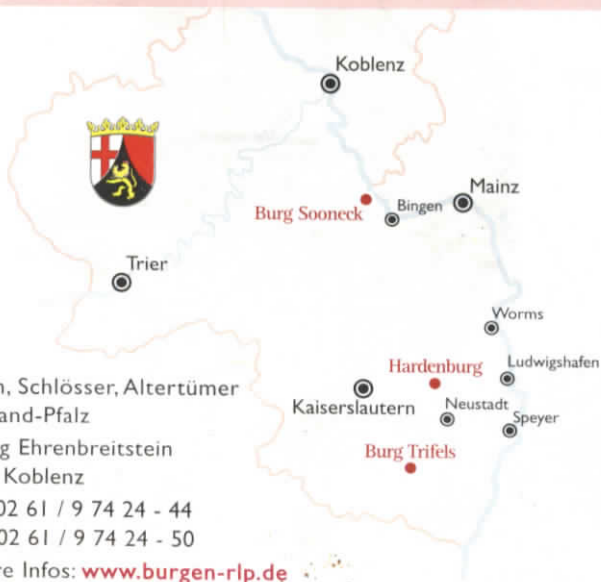 Koblenz
Mainz
Bingen
Burg Sooneck
Trier
Worms
Ludwigshafen
Hardenburg
Kaiserslautern
Neustadt
Speyer
Burg Trifels
Schlösser, Altertümer
and-Pfalz
Ehrenbreitstein
Koblenz
02 61 / 9 74 24 - 44
02 61 / 9 74 24 - 50
Infos: www.burgen-rlp.de